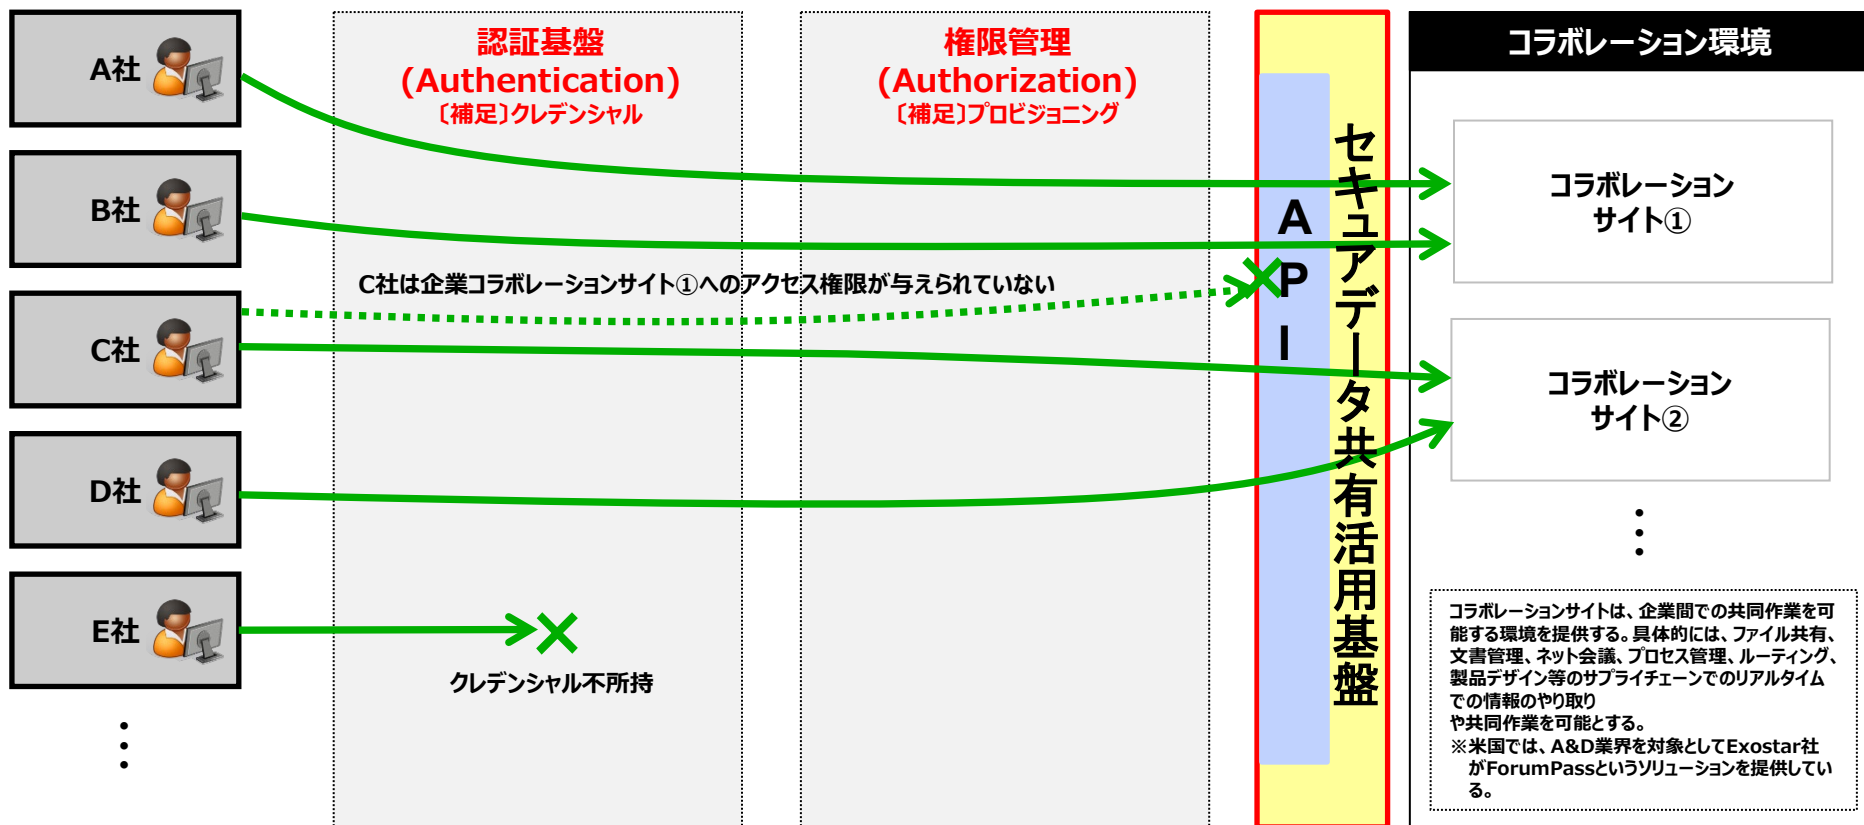 A社
B社
C社
D社
E社
認証基盤
(Authentication)
〔補足〕クレデンシャル
権限管理
(Authorization)
〔補足〕プロビジョニング
C社は企業コラボレーションサイト①へのアクセス権限が与えられていない
クレデンシャル不所持
API
セキュアデータ共有活用基盤
コラボレーション環境
コラボレーション
サイト①
コラボレーション
サイト②
コラボレーションサイトは、企業間での共同作業を可
能する環境を提供する。具体的には、ファイル共有、
文書管理、ネット会議、プロセス管理、ルーティング、
製品デザイン等のサプライチェーンでのリアルタイム
での情報のやり取り
や共同作業を可能とする。
※米国では、A&D業界を対象としてExostar社
がForumPassというソリューションを提供してい
る。